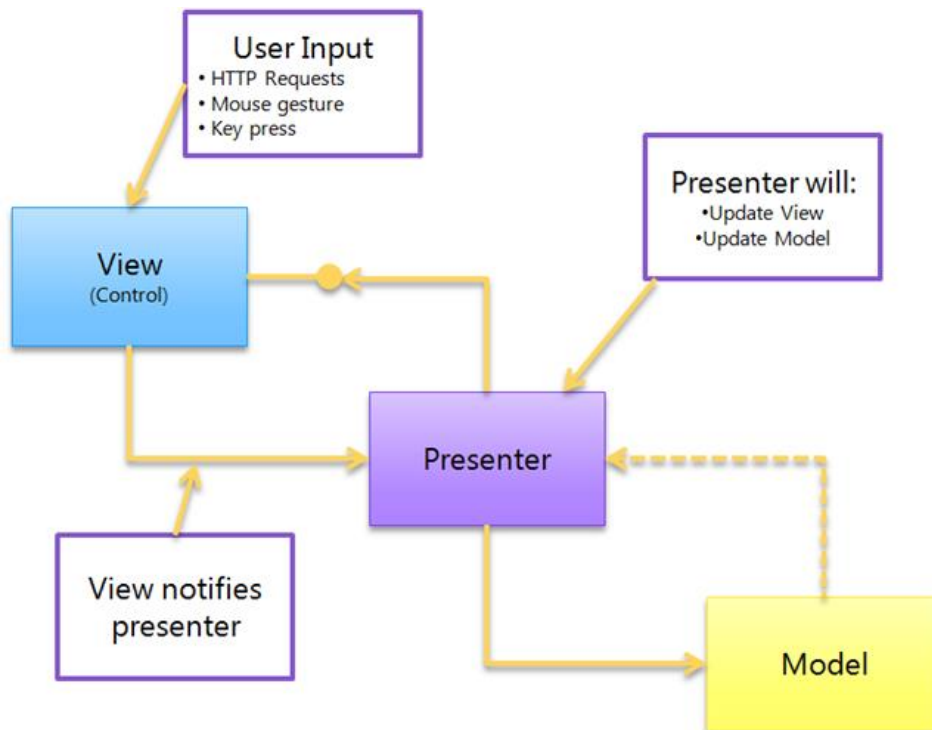 User Input
• HTTP Requests
• Mouse gesture
• Key press
Presenter will:
•Update View
•Update Model
View
(Control)
Presenter
View notifies
presenter
Model